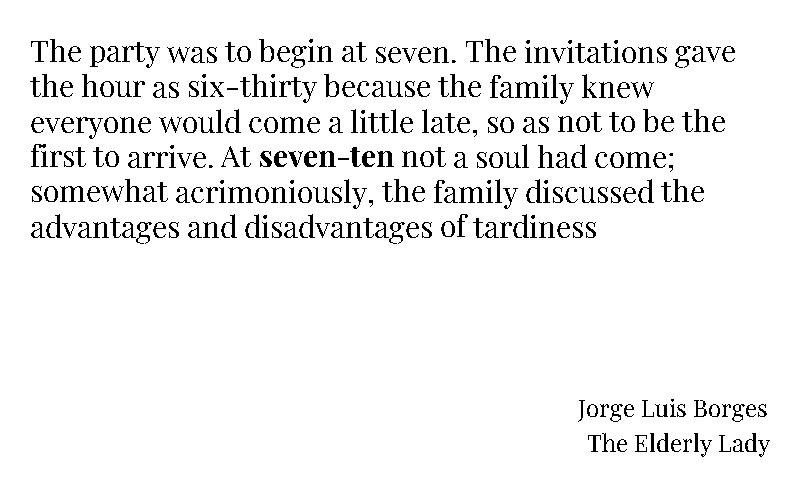 The party was to begin at seven. The invitations gave
the hour as six-thirty because the family knew
everyone would come a little late, so as not to be the
first to arrive. At seven-ten not a soul had come;
somewhat acrimoniously, the family discussed the
advantages and disadvantages of tardiness
Jorge Luis Borges
The Elderly Lady